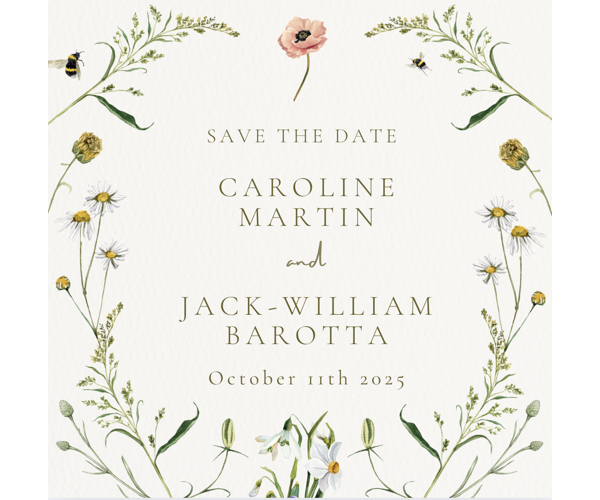 SAVE THE DATE
CAROLINE
MARTIN
and
JACK-WILLIAM
BAROTTA
October 11th 2025